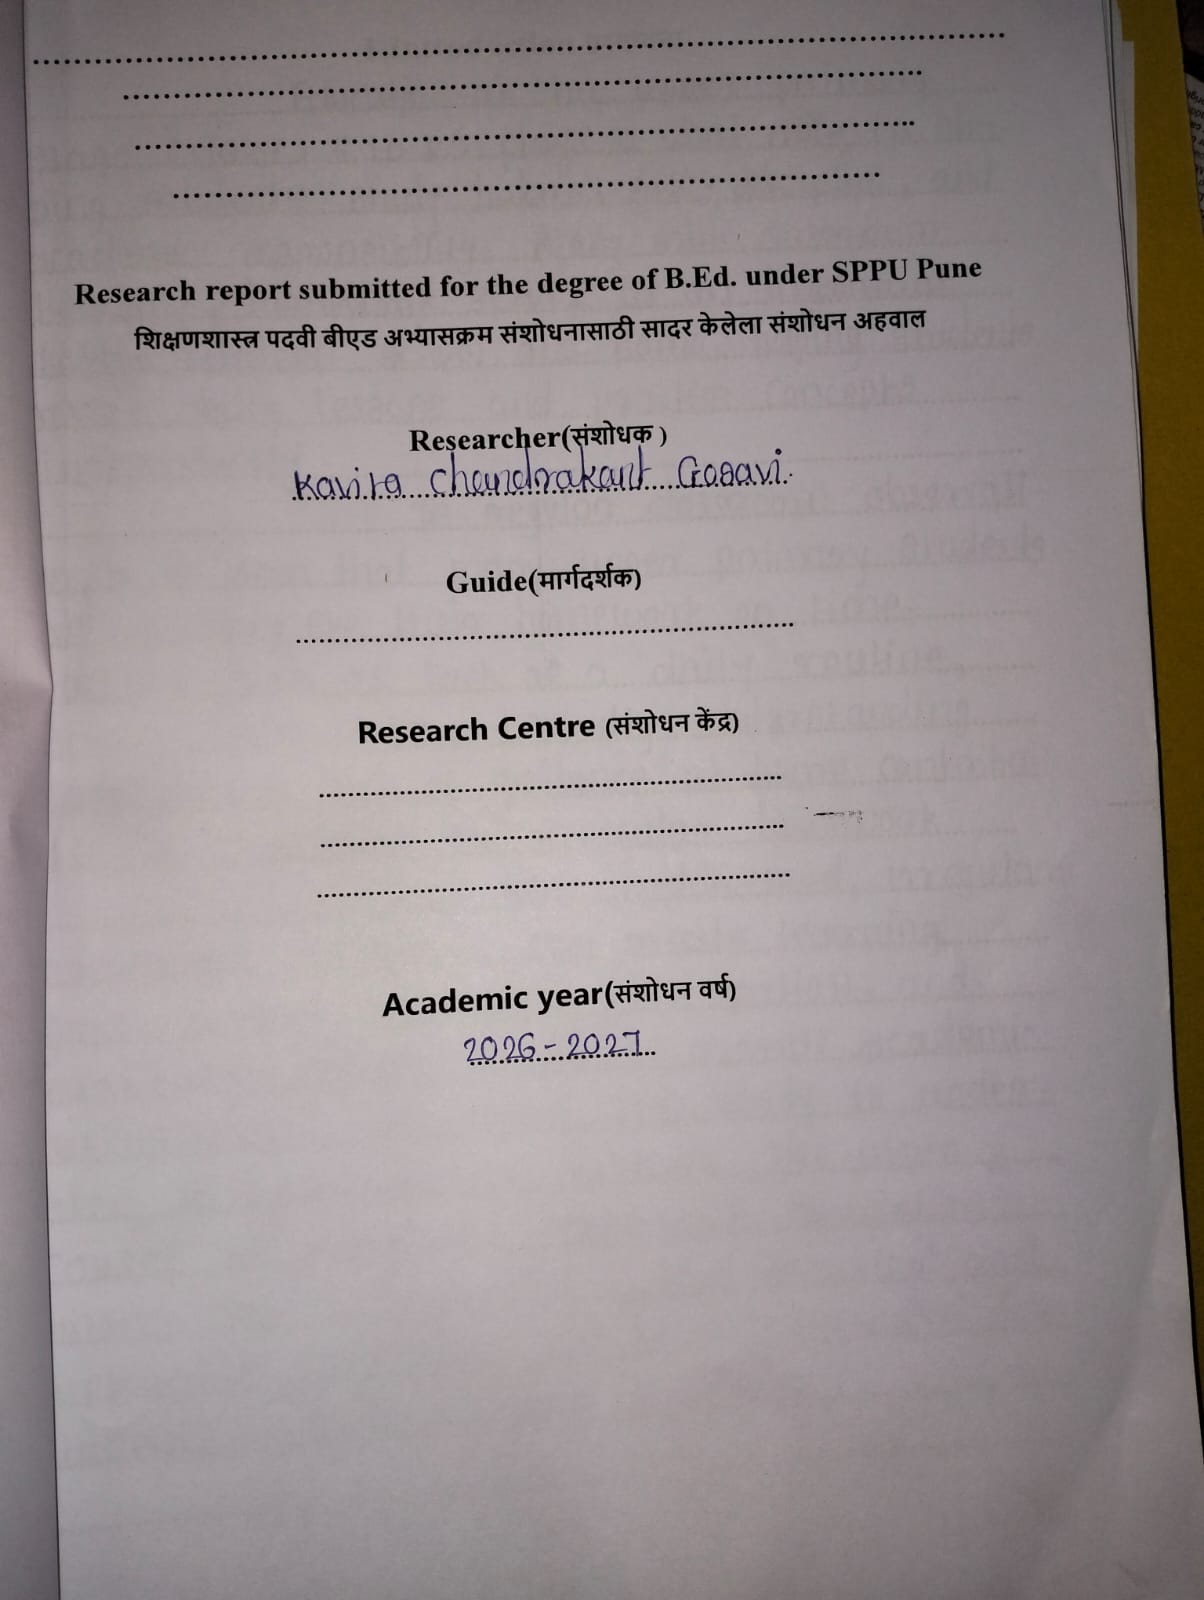 Research report submitted for the degree of B.Ed. under SPPU Pune
शिक्षणशास्त्र पदवी बीएड अभ्यासक्रम संशोधनासाठी सादर केलेला संशोधन अहवाल
Researcher(संशोधक )
Kavita Chandrakant Gosavi.
Guide(मार्गदर्शक)
Research Centre (संशोधन केंद्र)
Academic year(संशोधन वर्ष)
2026-2027